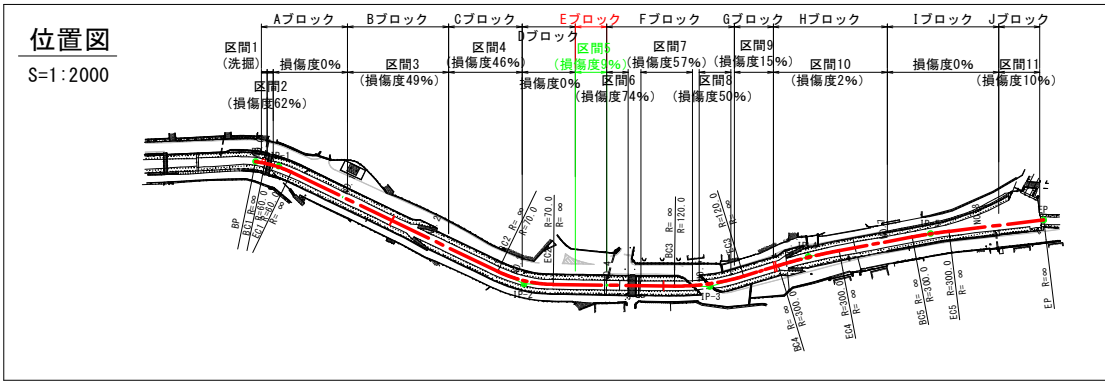 位置図
S=1:2000
Aブロック
Bブロック
Cブロック
Dブロック
Eブロック
Fブロック
Gブロック
Hブロック
Iブロック
Jブロック
区間1
(洗掘)
損傷度0%
区間2
(損傷度62%)
区間3
(損傷度49%)
区間4
(損傷度46%)
損傷度0%
区間5
(損傷度9%)
区間6
(損傷度74%)
区間7
(損傷度57%)
区間8
(損傷度50%)
区間9
(損傷度15%)
区間10
(損傷度2%)
損傷度0%
区間11
(損傷度10%)
BP
BC1 R=∞
R=60.0
EC1 R=60.0
R=∞
BC2 R=∞
R=70.0
IP-2
EC2 R=70.0
R=∞
BC3 R=∞
R=120.0
IP-3
EC3 R=120.0
R=∞
BC4 R=∞
R=300.0
EC4 R=300.0
R=∞
BC5 R=∞
R=300.0
EC5 R=300.0
R=∞
EP R=∞